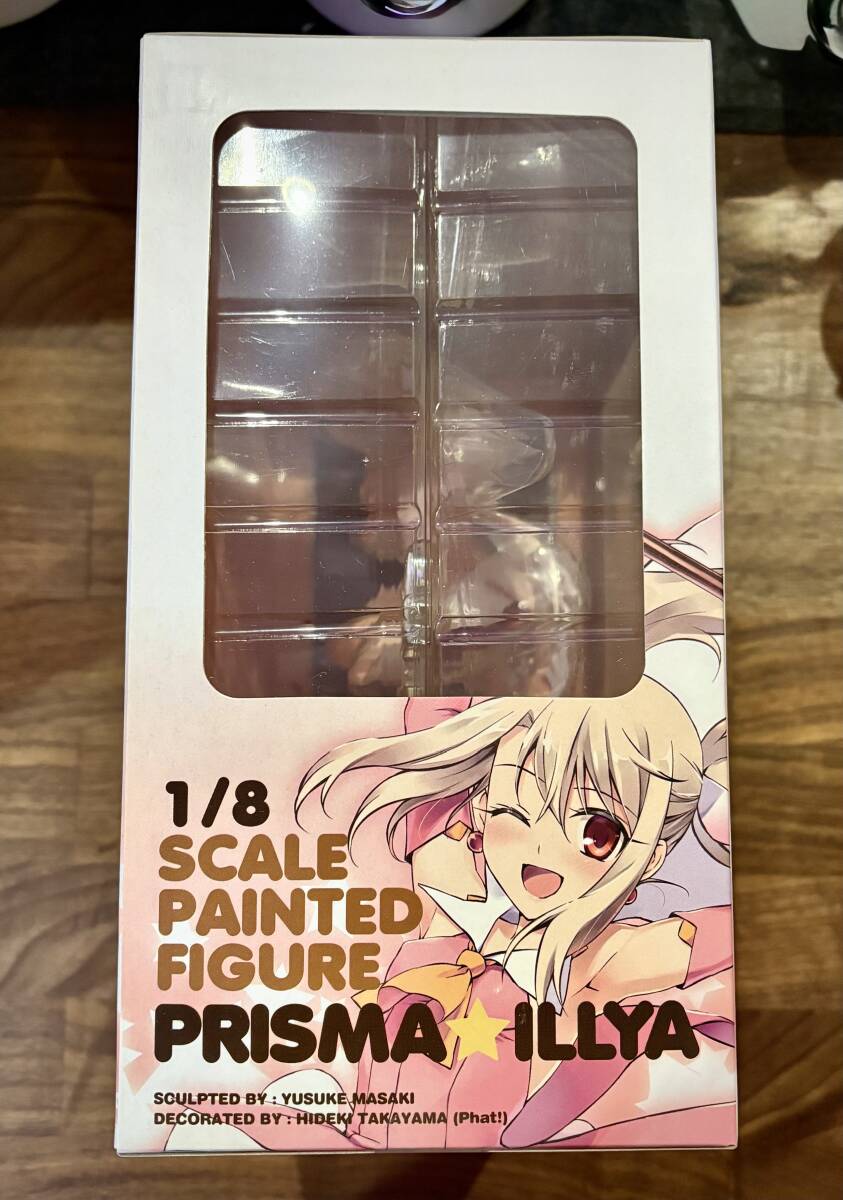 1/8
SCALE
PAINTED
FIGURE
PRISMA★ILLYA
SCULPTED BY : YUSUKE MASAKI
DECORATED BY : HIDEKI TAKAYAMA (Phat!)